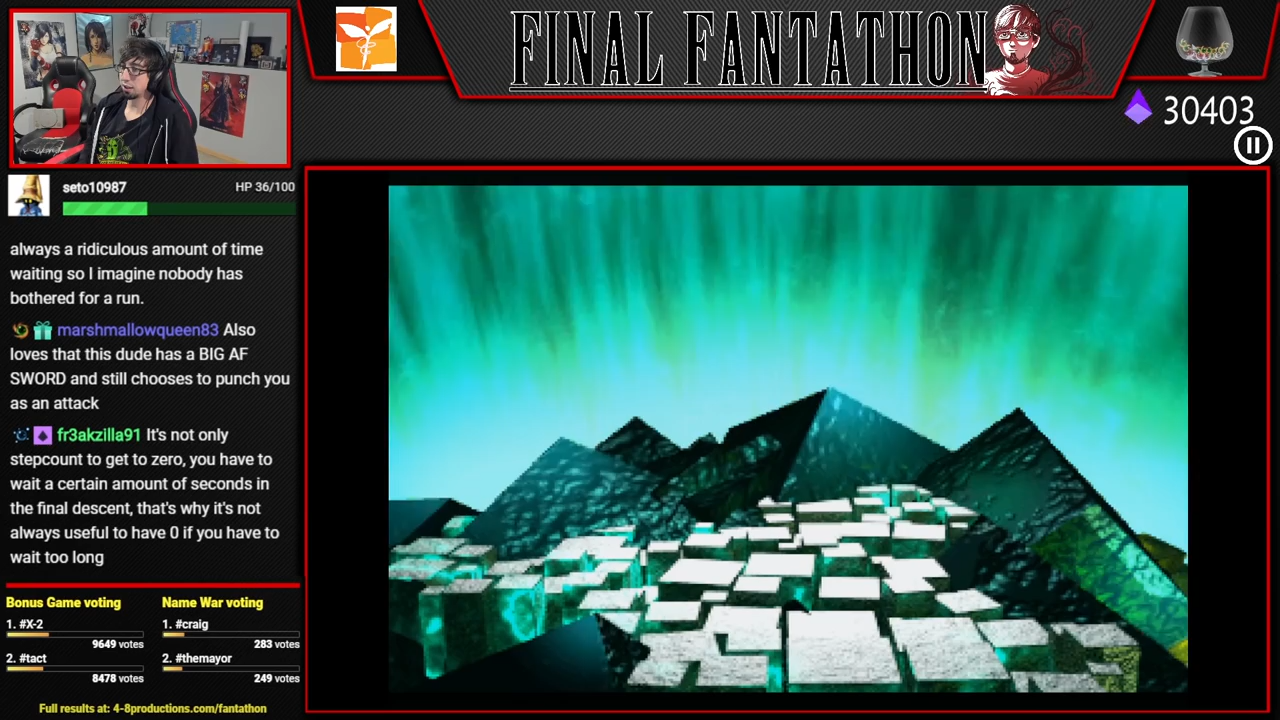 FINAL FANTATHON
30403
seto10987 HP 36/100
always a ridiculous amount of time
waiting so I imagine nobody has
bothered for a run.
marshmallowqueen83 Also
loves that this dude has a BIG AF
SWORD and still chooses to punch you
as an attack
fr3akzilla91 It's not only
stepcount to get to zero, you have to
wait a certain amount of seconds in
the final descent, that's why it's not
always useful to have 0 if you have to
wait too long
Bonus Game voting
1. #X-2
9649 votes
2. #tact
8478 votes
Name War voting
1. #craig
283 votes
2. #themayor
249 votes
Full results at: 4-8productions.com/fantathon